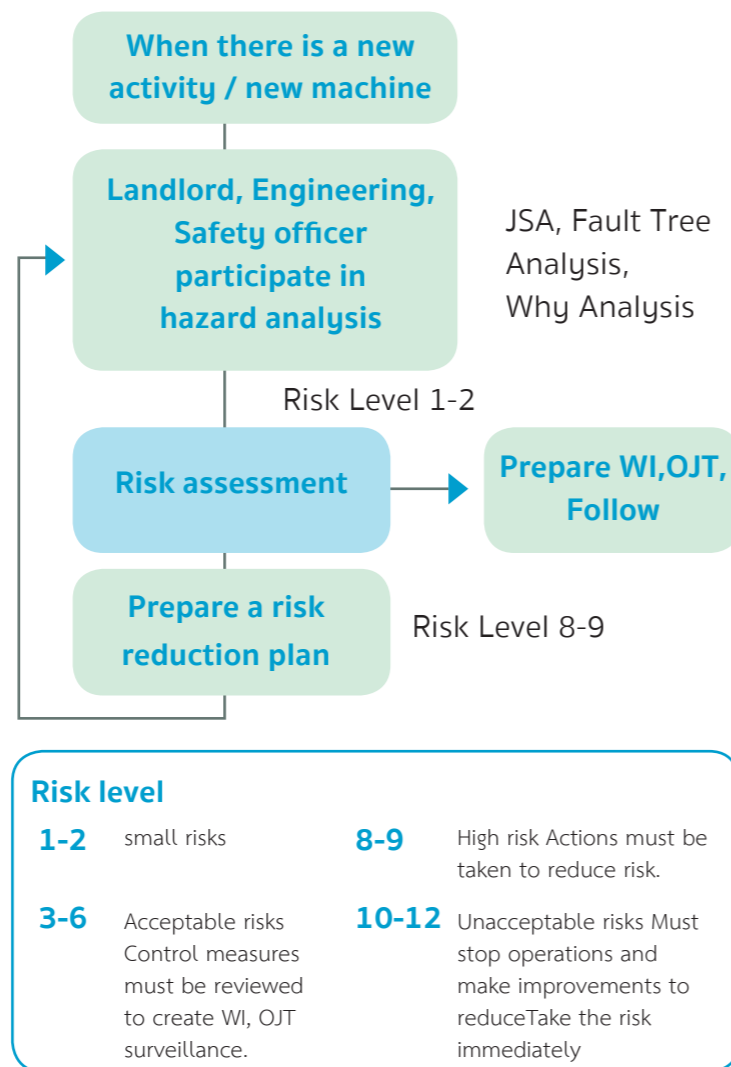 When there is a new
activity / new machine
Landlord, Engineering,
Safety officer
participate in
hazard analysis
JSA, Fault Tree
Analysis,
Why Analysis
Risk Level 1-2
Risk assessment
Prepare WI,OJT,
Follow
Prepare a risk
reduction plan
Risk Level 8-9
Risk level
1-2 small risks
3-6 Acceptable risks
Control measures
must be reviewed
to create WI, OJT
surveillance.
8-9 High risk Actions must be
taken to reduce risk.
10-12 Unacceptable risks Must
stop operations and
make improvements to
reduceTake the risk
immediately